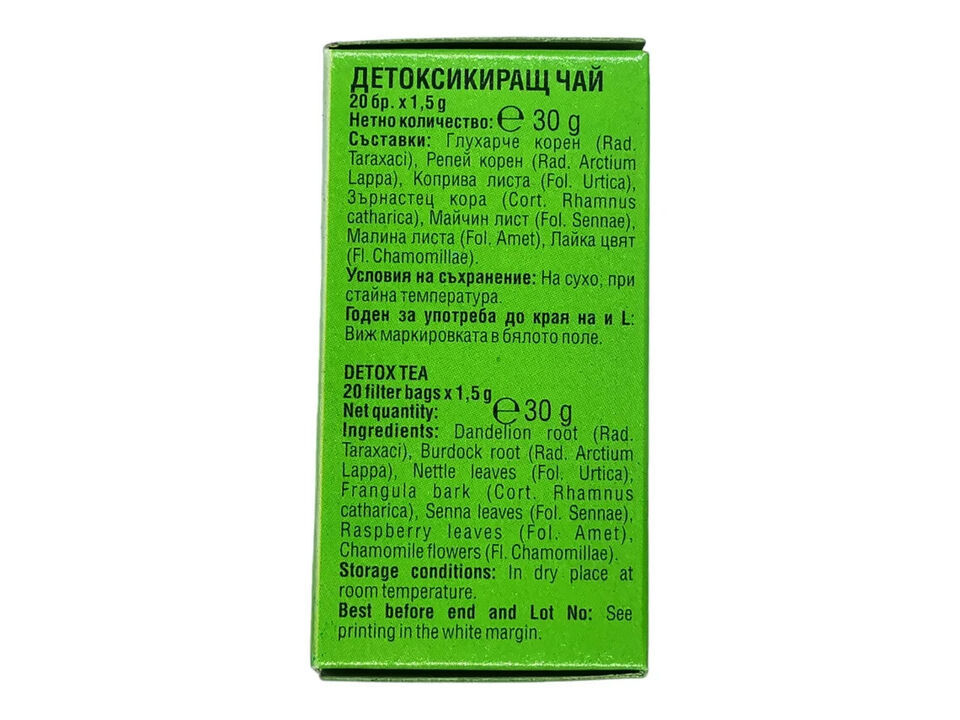 ДЕТОКСИКИРАЩ ЧАЙ
20 бр. x 1,5 g
Нетно количество: ℮ 30 g
Съставки: Глухарче корен (Rad.
Taraxaci), Репей корен (Rad. Arctium
Lappa), Коприва листа (Fol. Urtica),
Зърнастец кора (Cort. Rhamnus
catharica), Майчин лист (Fol. Sennae),
Малина листа (Fol. Amet), Лайка цвят
(Fl. Chamomillae).
Условия на съхранение: На сухо, при
стайна температура.
Годен за употреба до края на и L:
Виж маркировката в бялото поле.
DETOX TEA
20 filter bags x 1,5 g
Net quantity: ℮ 30 g
Ingredients: Dandelion root (Rad.
Taraxaci), Burdock root (Rad. Arctium
Lappa), Nettle leaves (Fol. Urtica),
Frangula bark (Cort. Rhamnus
catharica), Senna leaves (Fol. Sennae),
Raspberry leaves (Fol. Amet),
Chamomile flowers (Fl. Chamomillae).
Storage conditions: In dry place at
room temperature.
Best before end and Lot No: See
printing in the white margin.